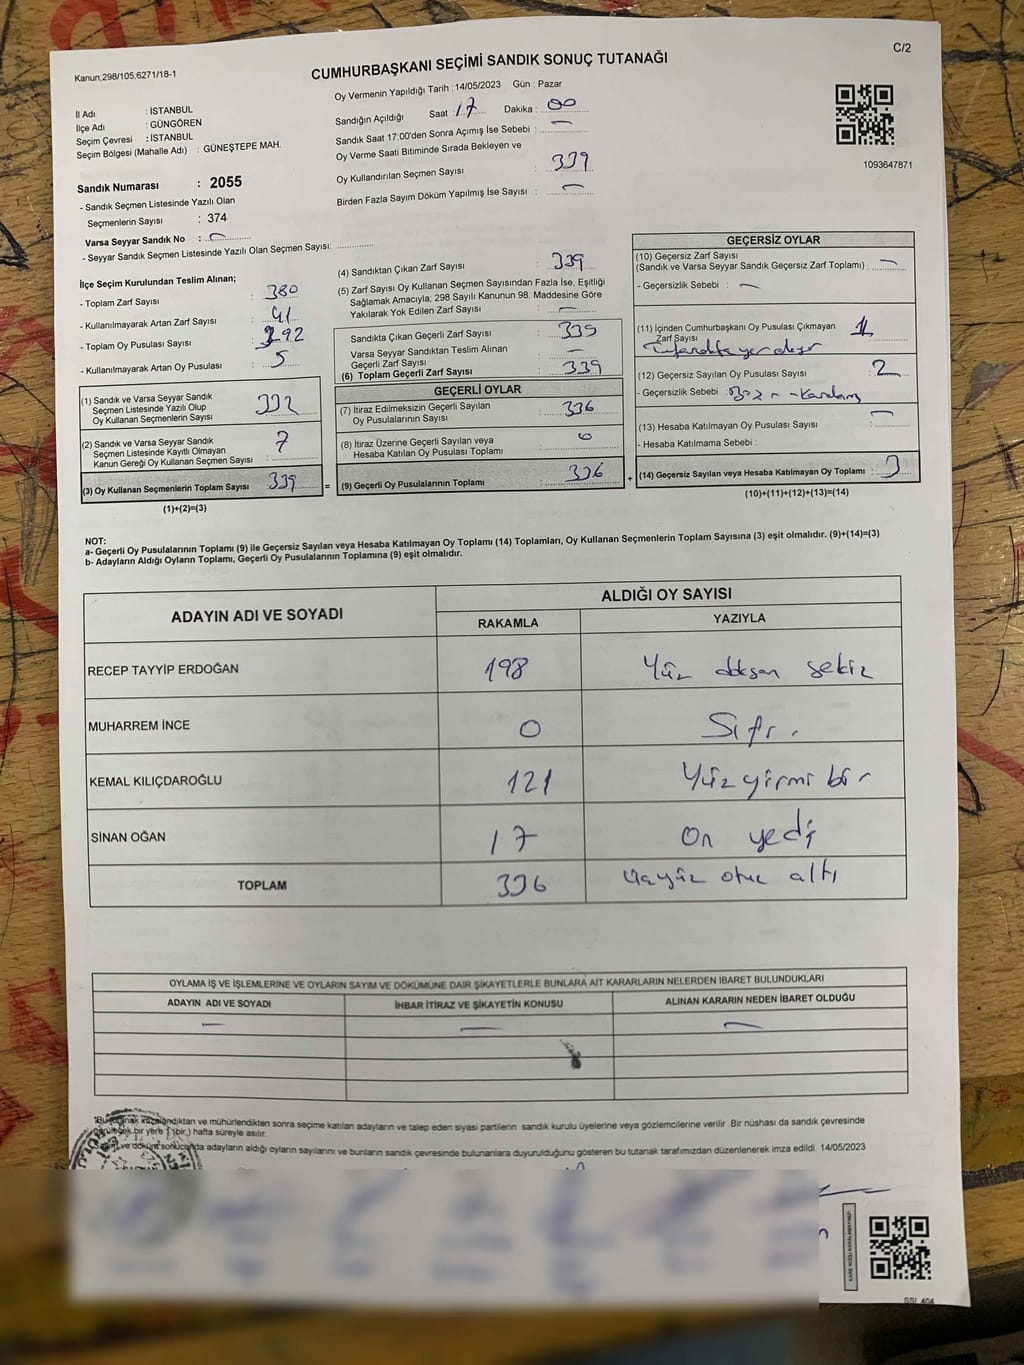 Kanun,298/105,6271/18-1
C/2
CUMHURBAŞKANI SEÇİMİ SANDIK SONUÇ TUTANAĞI
İl Adı : İSTANBUL
İlçe Adı : GÜNGÖREN
Seçim Çevresi : İSTANBUL
Seçim Bölgesi (Mahalle Adı) : GÜNEŞTEPE MAH.
Sandık Numarası : 2055
- Sandık Seçmen Listesinde Yazılı Olan
Seçmenlerin Sayısı : 374
Varsa Seyyar Sandık No :
- Seyyar Sandık Seçmen Listesinde Yazılı Olan Seçmen Sayısı:
Oy Vermenin Yapıldığı Tarih : 14/05/2023 Gün : Pazar
Sandığın Açıldığı Saat : 17 Dakika : 00
Sandık Saat 17:00'den Sonra Açılmış İse Sebebi : —
Oy Verme Saati Bitiminde Sırada Bekleyen ve
Oy Kullandırılan Seçmen Sayısı : 339
Birden Fazla Sayım Döküm Yapılmış İse Sayısı : —
1093647871
İlçe Seçim Kurulundan Teslim Alınan;
- Toplam Zarf Sayısı : 380
- Kullanılmayarak Artan Zarf Sayısı : 41
- Toplam Oy Pusulası Sayısı : 392
- Kullanılmayarak Artan Oy Pusulası : 5
(1) Sandık ve Varsa Seyyar Sandık
Seçmen Listesinde Yazılı Olup
Oy Kullanan Seçmenlerin Sayısı 332
(2) Sandık ve Varsa Seyyar Sandık
Seçmen Listesinde Kayıtlı Olmayan
Kanun Gereği Oy Kullanan Seçmen Sayısı 7
(3) Oy Kullanan Seçmenlerin Toplam Sayısı 339
(1)+(2)=(3)
=
(4) Sandıktan Çıkan Zarf Sayısı : 339
(5) Zarf Sayısı Oy Kullanan Seçmen Sayısından Fazla İse, Eşitliği
Sağlamak Amacıyla; 298 Sayılı Kanunun 98. Maddesine Göre
Yakılarak Yok Edilen Zarf Sayısı : —
Sandıkta Çıkan Geçerli Zarf Sayısı : 339
Varsa Seyyar Sandıktan Teslim Alınan
Geçerli Zarf Sayısı : —
(6) Toplam Geçerli Zarf Sayısı : 339
GEÇERLİ OYLAR
(7) İtiraz Edilmeksizin Geçerli Sayılan
Oy Pusulalarının Sayısı : 336
(8) İtiraz Üzerine Geçerli Sayılan veya
Hesaba Katılan Oy Pusulası Toplamı : 0
(9) Geçerli Oy Pusulalarının Toplamı : 336
+
GEÇERSİZ OYLAR
(10) Geçersiz Zarf Sayısı
(Sandık ve Varsa Seyyar Sandık Geçersiz Zarf Toplamı) : —
- Geçersizlik Sebebi : —
(11) İçinden Cumhurbaşkanı Oy Pusulası Çıkmayan
Zarf Sayısı 1
(12) Geçersiz Sayılan Oy Pusulası Sayısı : 2
- Geçersizlik Sebebi :
(13) Hesaba Katılmayan Oy Pusulası Sayısı : —
- Hesaba Katılmama Sebebi :
(14) Geçersiz Sayılan veya Hesaba Katılmayan Oy Toplamı : 3
(10)+(11)+(12)+(13)=(14)
NOT:
a- Geçerli Oy Pusulalarının Toplamı (9) ile Geçersiz Sayılan veya Hesaba Katılmayan Oy Toplamı (14) Toplamları, Oy Kullanan Seçmenlerin Toplam Sayısına (3) eşit olmalıdır. (9)+(14)=(3)
b- Adayların Aldığı Oyların Toplamı, Geçerli Oy Pusulalarının Toplamına (9) eşit olmalıdır.
ADAYIN ADI VE SOYADI
ALDIĞI OY SAYISI
RAKAMLA YAZIYLA
RECEP TAYYİP ERDOĞAN 198 Yüz doksan sekiz
MUHARREM İNCE 0 Sıfır
KEMAL KILIÇDAROĞLU 121 Yüz yirmi bir
SİNAN OĞAN 17 On yedi
TOPLAM 336 Üçyüz otuz altı
OYLAMA İŞ VE İŞLEMLERİNE VE OYLARIN SAYIM VE DÖKÜMÜNE DAİR ŞİKAYETLERLE BUNLARA AİT KARARLARIN NELERDEN İBARET BULUNDUKLARI
ADAYIN ADI VE SOYADI İHBAR İTİRAZ VE ŞİKAYETİN KONUSU ALINAN KARARIN NEDEN İBARET OLDUĞU
— — —
Bu tutanak imzalandıktan ve mühürlendikten sonra seçime katılan adayların ve talep eden siyasi partilerin sandık kurulu üyelerine veya gözlemcilerine verilir .Bir nüshası da sandık çevresinde
görülecek bir yere 1 (bir) hafta süreyle asılır.
ve dökümü sonucunda adayların aldığı oyların sayılarını ve bunların sandık çevresinde bulunanlara duyurulduğunu gösteren bu tutanak tarafımızdan düzenlenerek imza edildi. 14/05/2023